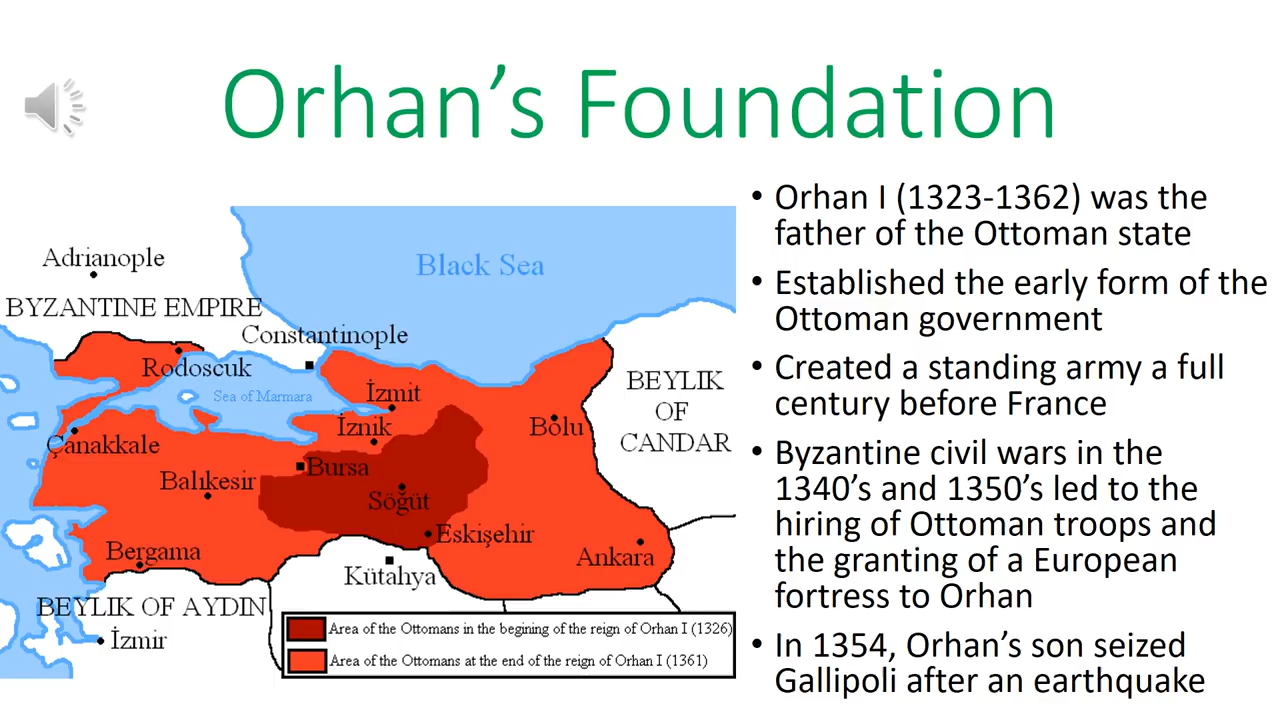 Orhan's Foundation
Adrianople
Black Sea
BYZANTINE EMPIRE
Constantinople
Rodoscuk
Sea of Marmara
İzmit
İznik
Bolu
BEYLIK
OF
CANDAR
Çanakkale
Bursa
Balıkesir
Söğüt
Eskişehir
Bergama
Ankara
Kütahya
BEYLIK OF AYDIN
İzmir
Area of the Ottomans in the begining of the reign of Orhan I (1326)
Area of the Ottomans at the end of the reign of Orhan I (1361)
• Orhan I (1323-1362) was the
father of the Ottoman state
• Established the early form of the
Ottoman government
• Created a standing army a full
century before France
• Byzantine civil wars in the
1340's and 1350's led to the
hiring of Ottoman troops and
the granting of a European
fortress to Orhan
• In 1354, Orhan's son seized
Gallipoli after an earthquake